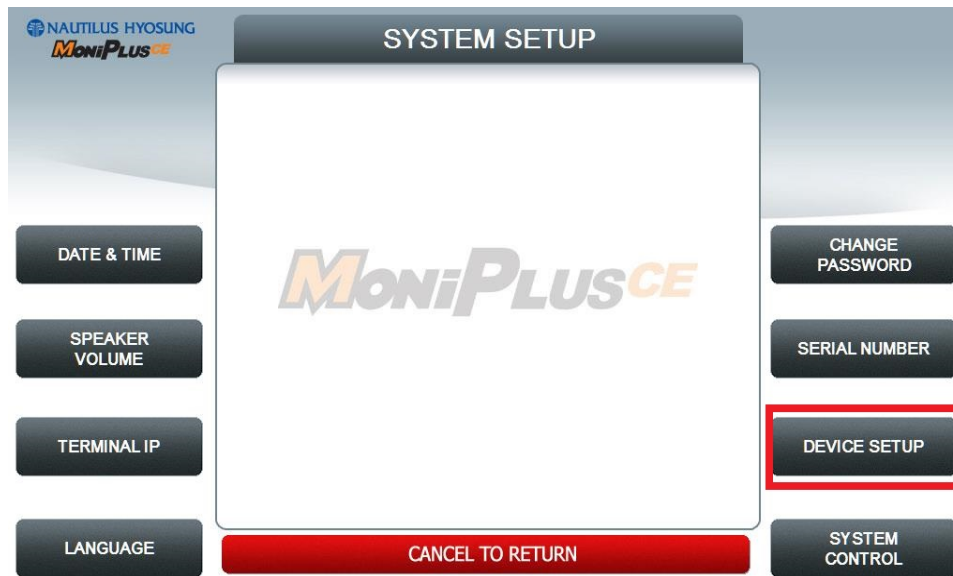 NAUTILUS HYOSUNG
MoniPlusCE
SYSTEM SETUP
MoniPlusCE
DATE & TIME
SPEAKER
VOLUME
TERMINAL IP
LANGUAGE
CHANGE
PASSWORD
SERIAL NUMBER
DEVICE SETUP
SYSTEM
CONTROL
CANCEL TO RETURN